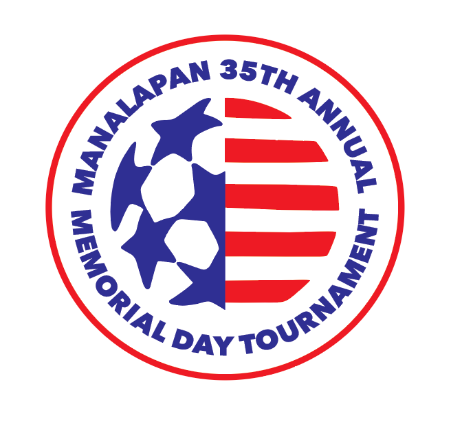 MANALAPAN 35TH ANNUAL
MEMORIAL DAY TOURNAMENT